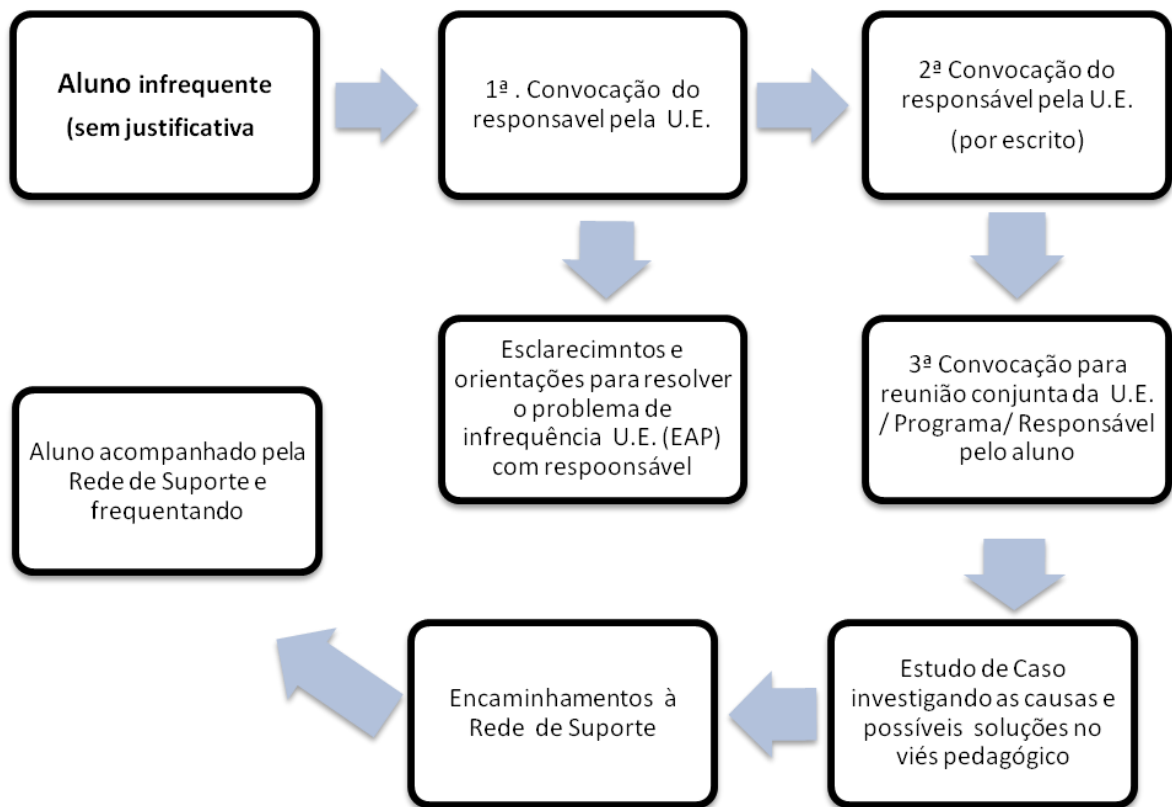 Aluno infrequente
(sem justificativa
1ª . Convocação do
responsavel pela U.E.
2ª Convocação do
responsável pela U.E.
(por escrito)
Esclarecimntos e
orientações para resolver
o problema de
infrequência U.E. (EAP)
com respoonsável
3ª Convocação para
reunião conjunta da U.E.
/ Programa/ Responsável
pelo aluno
Aluno acompanhado pela
Rede de Suporte e
frequentando
Encaminhamentos à
Rede de Suporte
Estudo de Caso
investigando as causas e
possíveis soluções no
viés pedagógico